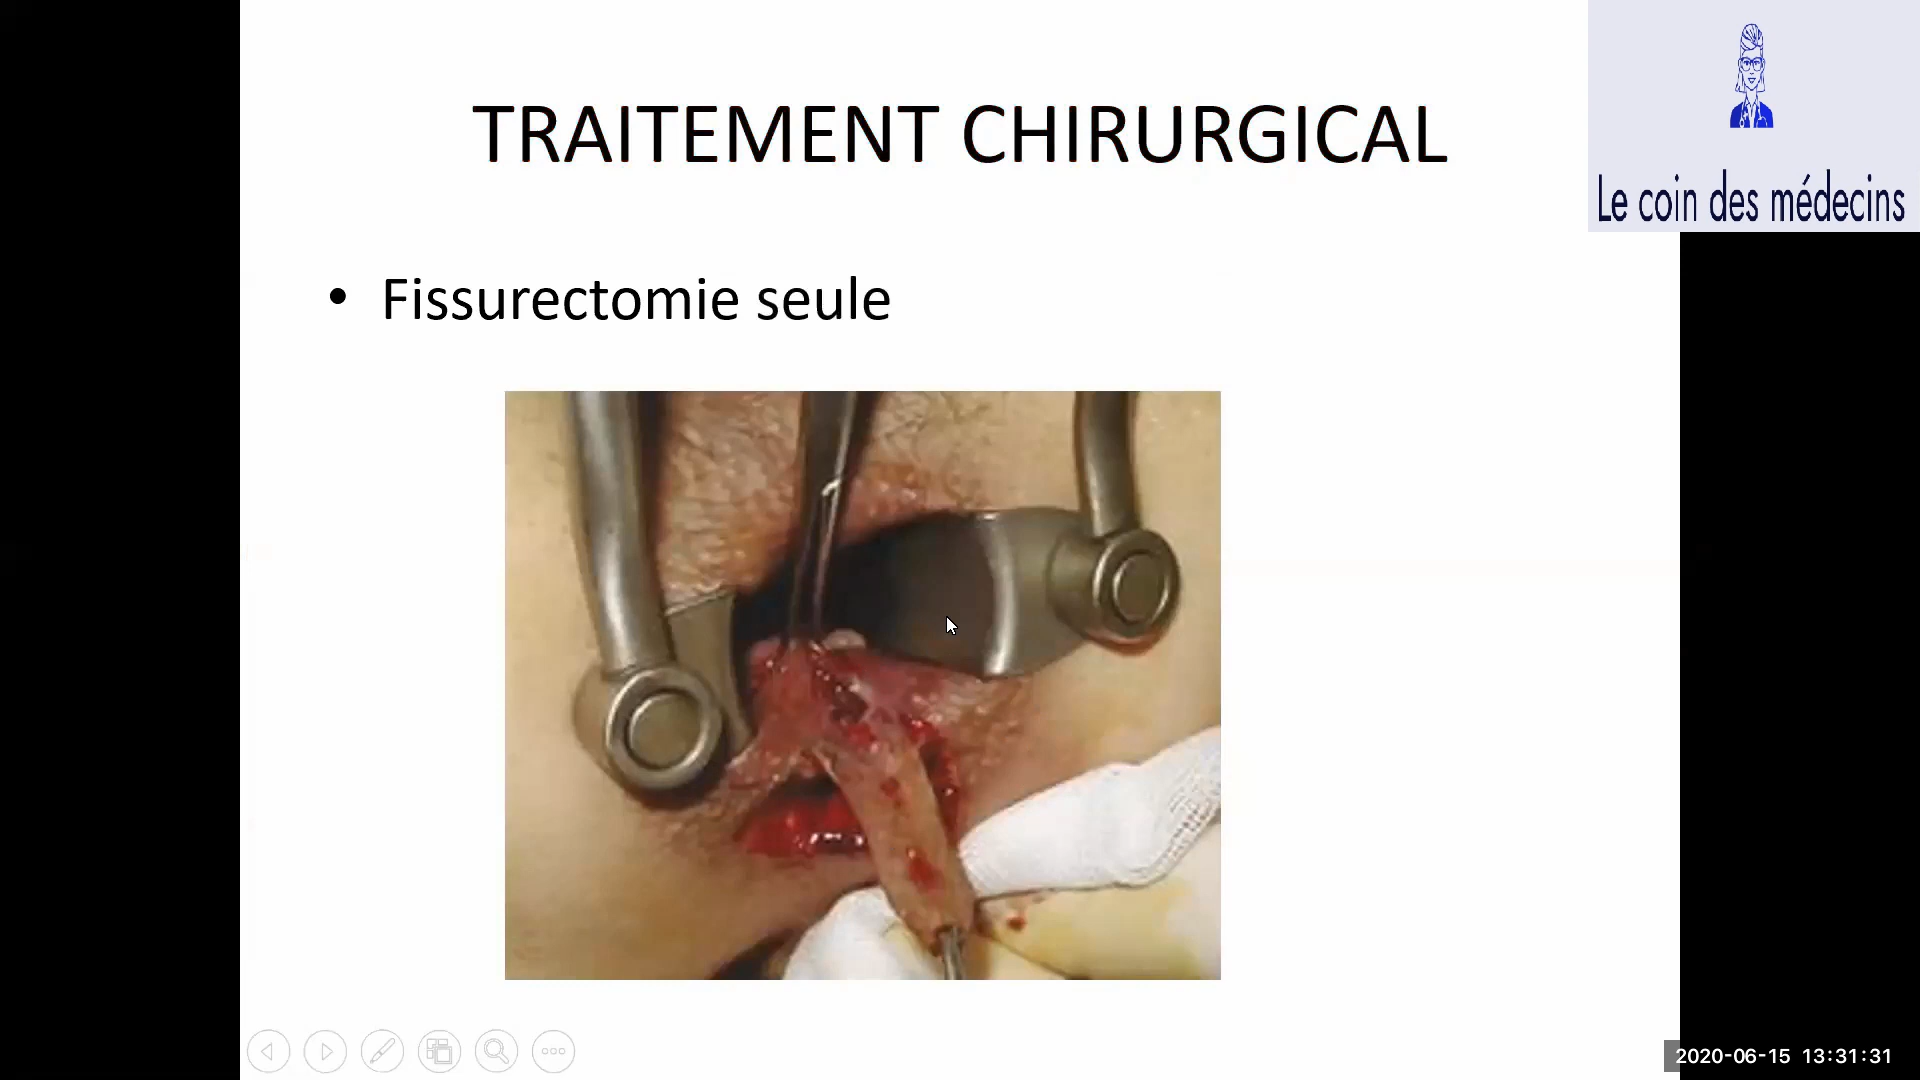 TRAITEMENT CHIRURGICAL
Le coin des médecins
• Fissurectomie seule
2020-06-15 13:31:31